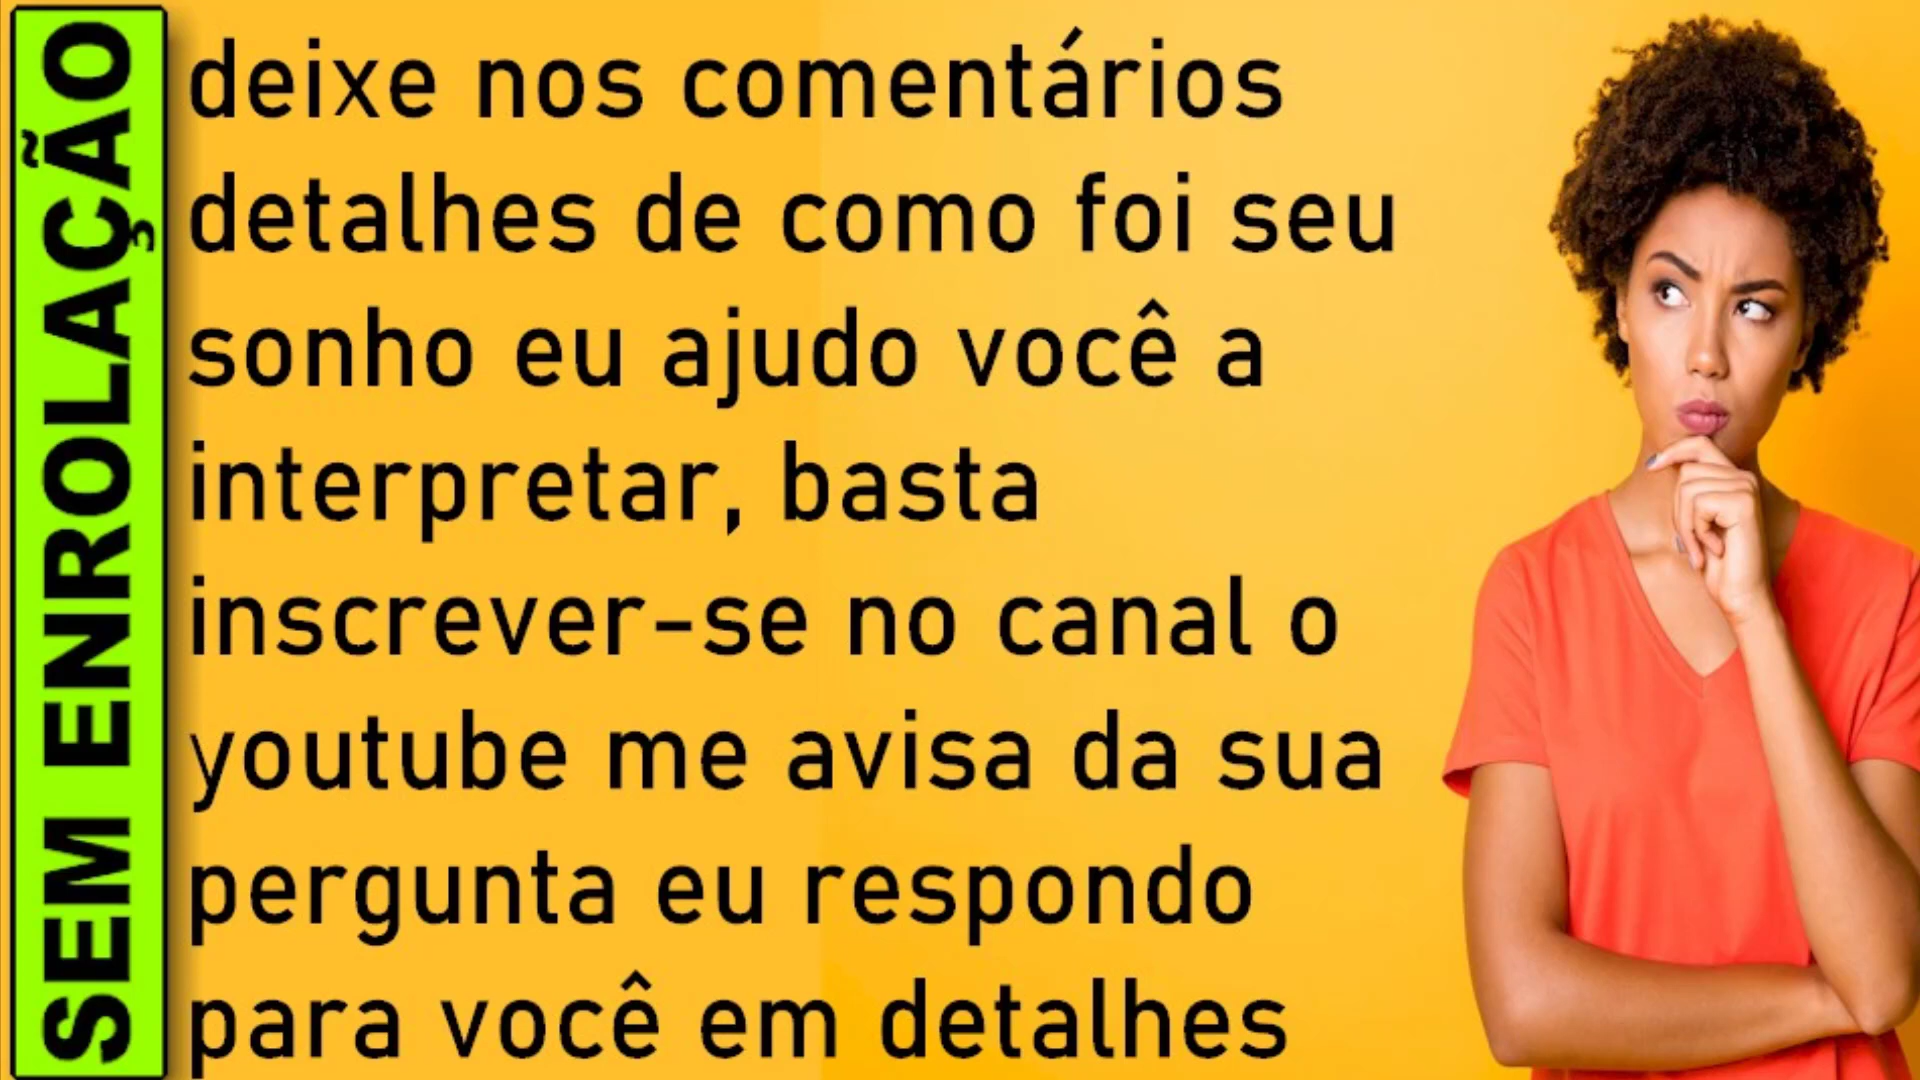 SEM ENROLAÇÃO
deixe nos comentários
detalhes de como foi seu
sonho eu ajudo você a
interpretar, basta
inscrever-se no canal o
youtube me avisa da sua
pergunta eu respondo
para você em detalhes